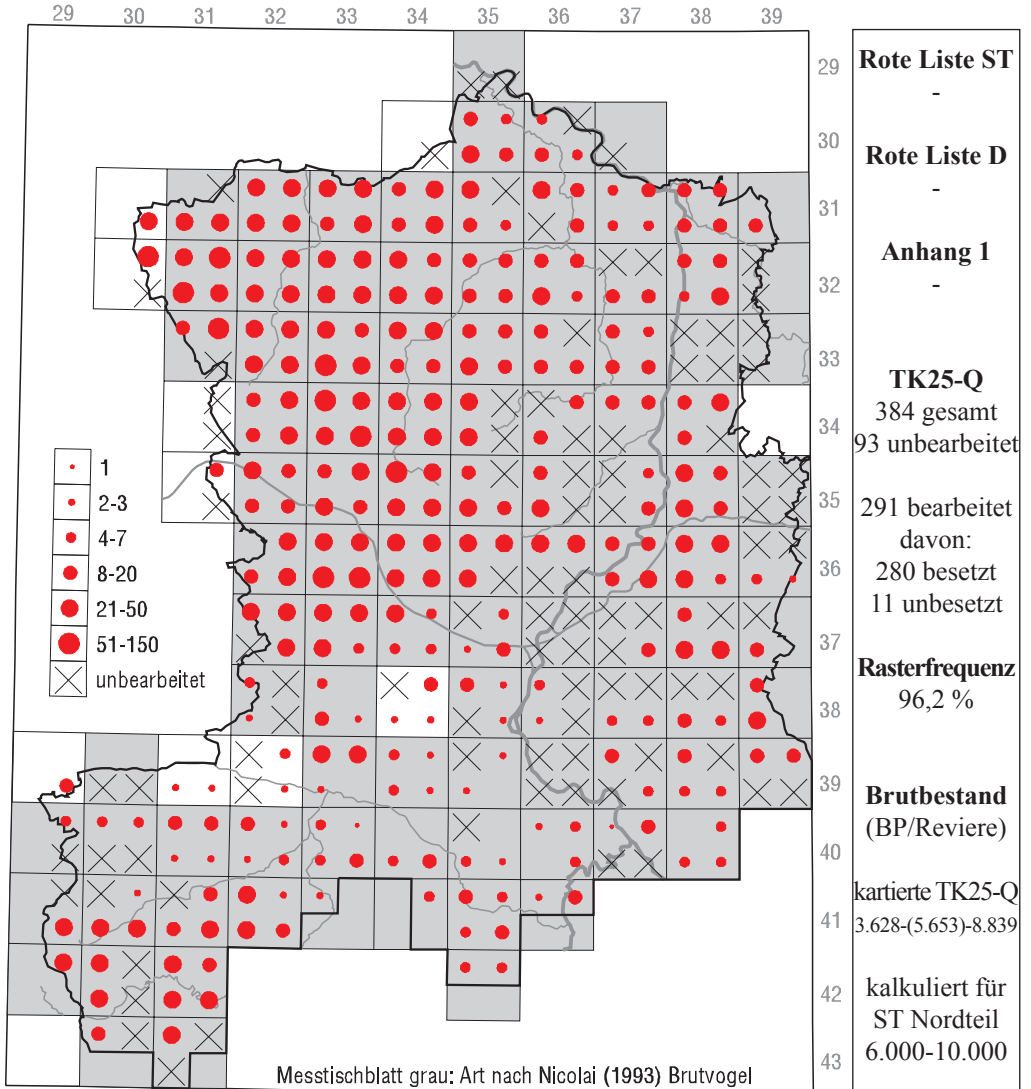 29 30 31 32 33 34 35 36 37 38 39
29
30
31
32
33
34
35
36
37
38
39
40
41
42
43
1
2-3
4-7
8-20
21-50
51-150
unbearbeitet
Messtischblatt grau: Art nach Nicolai (1993) Brutvogel
Rote Liste ST
-
Rote Liste D
-
Anhang 1
-
TK25-Q
384 gesamt
93 unbearbeitet
291 bearbeitet
davon:
280 besetzt
11 unbesetzt
Rasterfrequenz
96,2 %
Brutbestand
(BP/Reviere)
kartierte TK25-Q
3.628-(5.653)-8.839
kalkuliert für
ST Nordteil
6.000-10.000